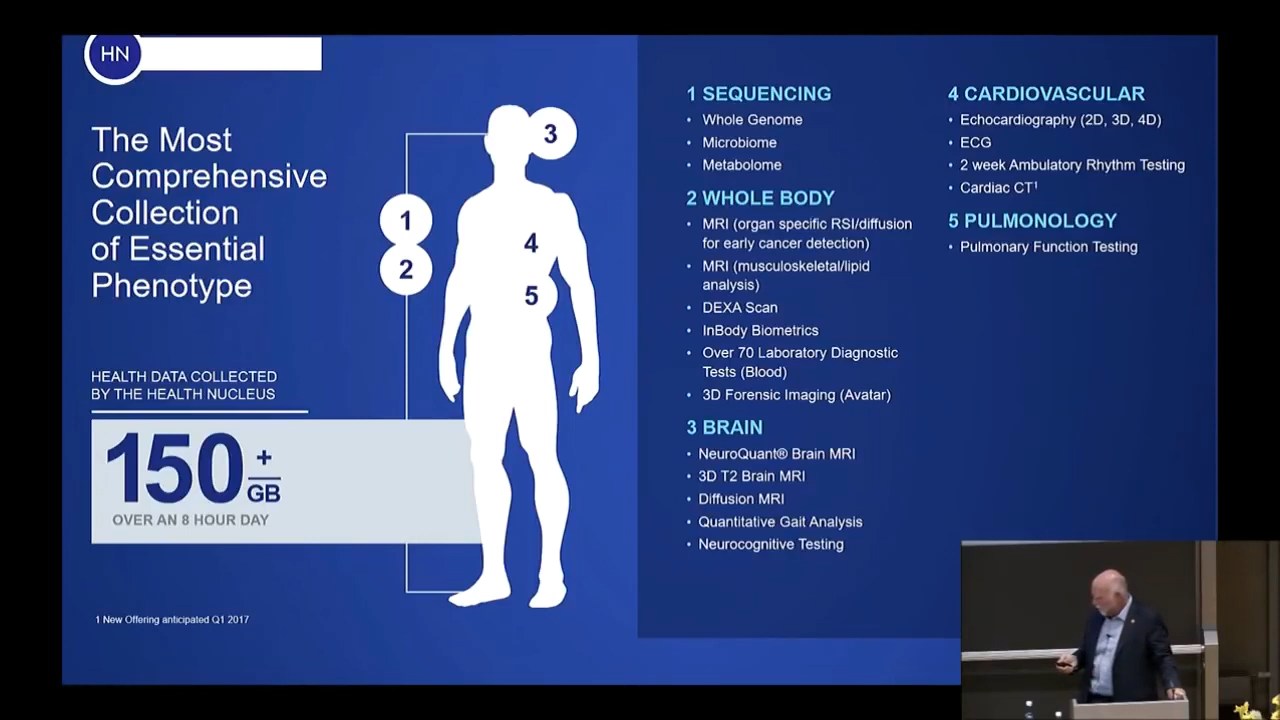 HN
The Most
Comprehensive
Collection
of Essential
Phenotype
HEALTH DATA COLLECTED
BY THE HEALTH NUCLEUS
150+
GB
OVER AN 8 HOUR DAY
1 New Offering anticipated Q1 2017
3
1
2
4
5
1 SEQUENCING
• Whole Genome
• Microbiome
• Metabolome
2 WHOLE BODY
• MRI (organ specific RSI/diffusion
for early cancer detection)
• MRI (musculoskeletal/lipid
analysis)
• DEXA Scan
• InBody Biometrics
• Over 70 Laboratory Diagnostic
Tests (Blood)
• 3D Forensic Imaging (Avatar)
3 BRAIN
• NeuroQuant® Brain MRI
• 3D T2 Brain MRI
• Diffusion MRI
• Quantitative Gait Analysis
• Neurocognitive Testing
4 CARDIOVASCULAR
• Echocardiography (2D, 3D, 4D)
• ECG
• 2 week Ambulatory Rhythm Testing
• Cardiac CT¹
5 PULMONOLOGY
• Pulmonary Function Testing